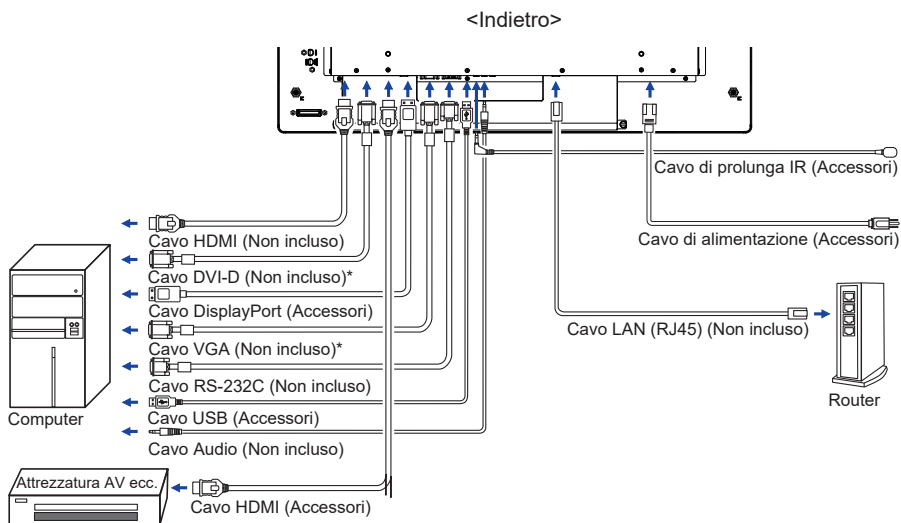 <Indietro>
Cavo di prolunga IR (Accessori)
Cavo HDMI (Non incluso)
Cavo di alimentazione (Accessori)
Cavo DVI-D (Non incluso)*
Cavo DisplayPort (Accessori)
Cavo LAN (RJ45) (Non incluso)
Cavo VGA (Non incluso)*
Cavo RS-232C (Non incluso)
Router
Computer
Cavo USB (Accessori)
Cavo Audio (Non incluso)
Attrezzatura AV ecc.
Cavo HDMI (Accessori)